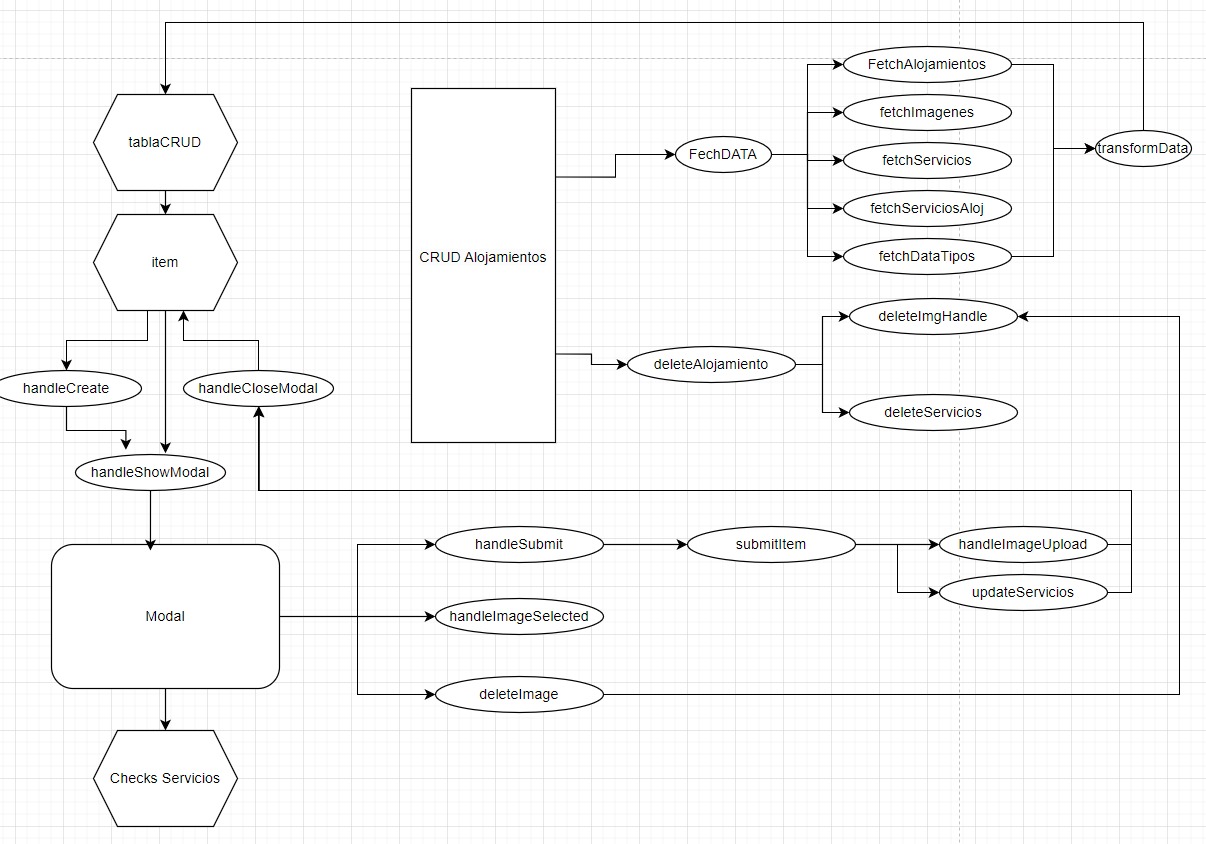 FetchAlojamientos
fetchImagenes
tablaCRUD
transformData
FechDATA
fetchServicios
fetchServiciosAloj
CRUD Alojamientos
fetchDataTipos
item
deleteImgHandle
deleteAlojamiento
handleCreate
handleCloseModal
deleteServicios
handleShowModal
handleSubmit
submitItem
handleImageUpload
updateServicios
Modal
handleImageSelected
deleteImage
Checks Servicios